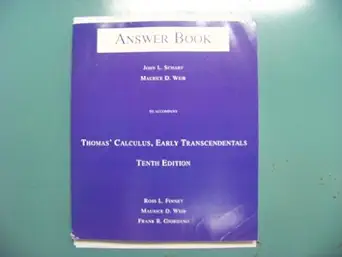 ANSWER BOOK
JOHN L. SCHARF
MAURICE D. WEIR
TO ACCOMPANY
THOMAS' CALCULUS, EARLY TRANSCENDENTALS
TENTH EDITION
ROSS L. FINNEY
MAURICE D. WEIR
FRANK R. GIORDANO